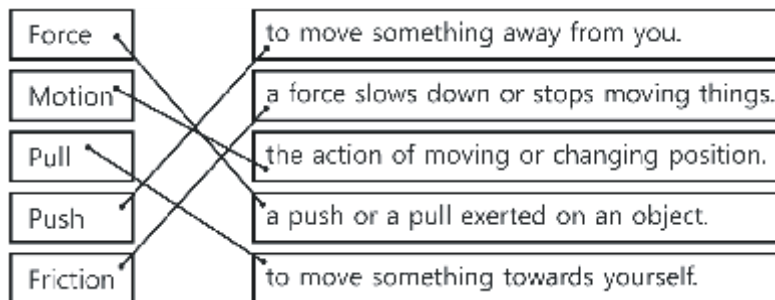 Force
to move something away from you.
Motion
a force slows down or stops moving things.
Pull
the action of moving or changing position.
Push
a push or a pull exerted on an object.
Friction
to move something towards yourself.